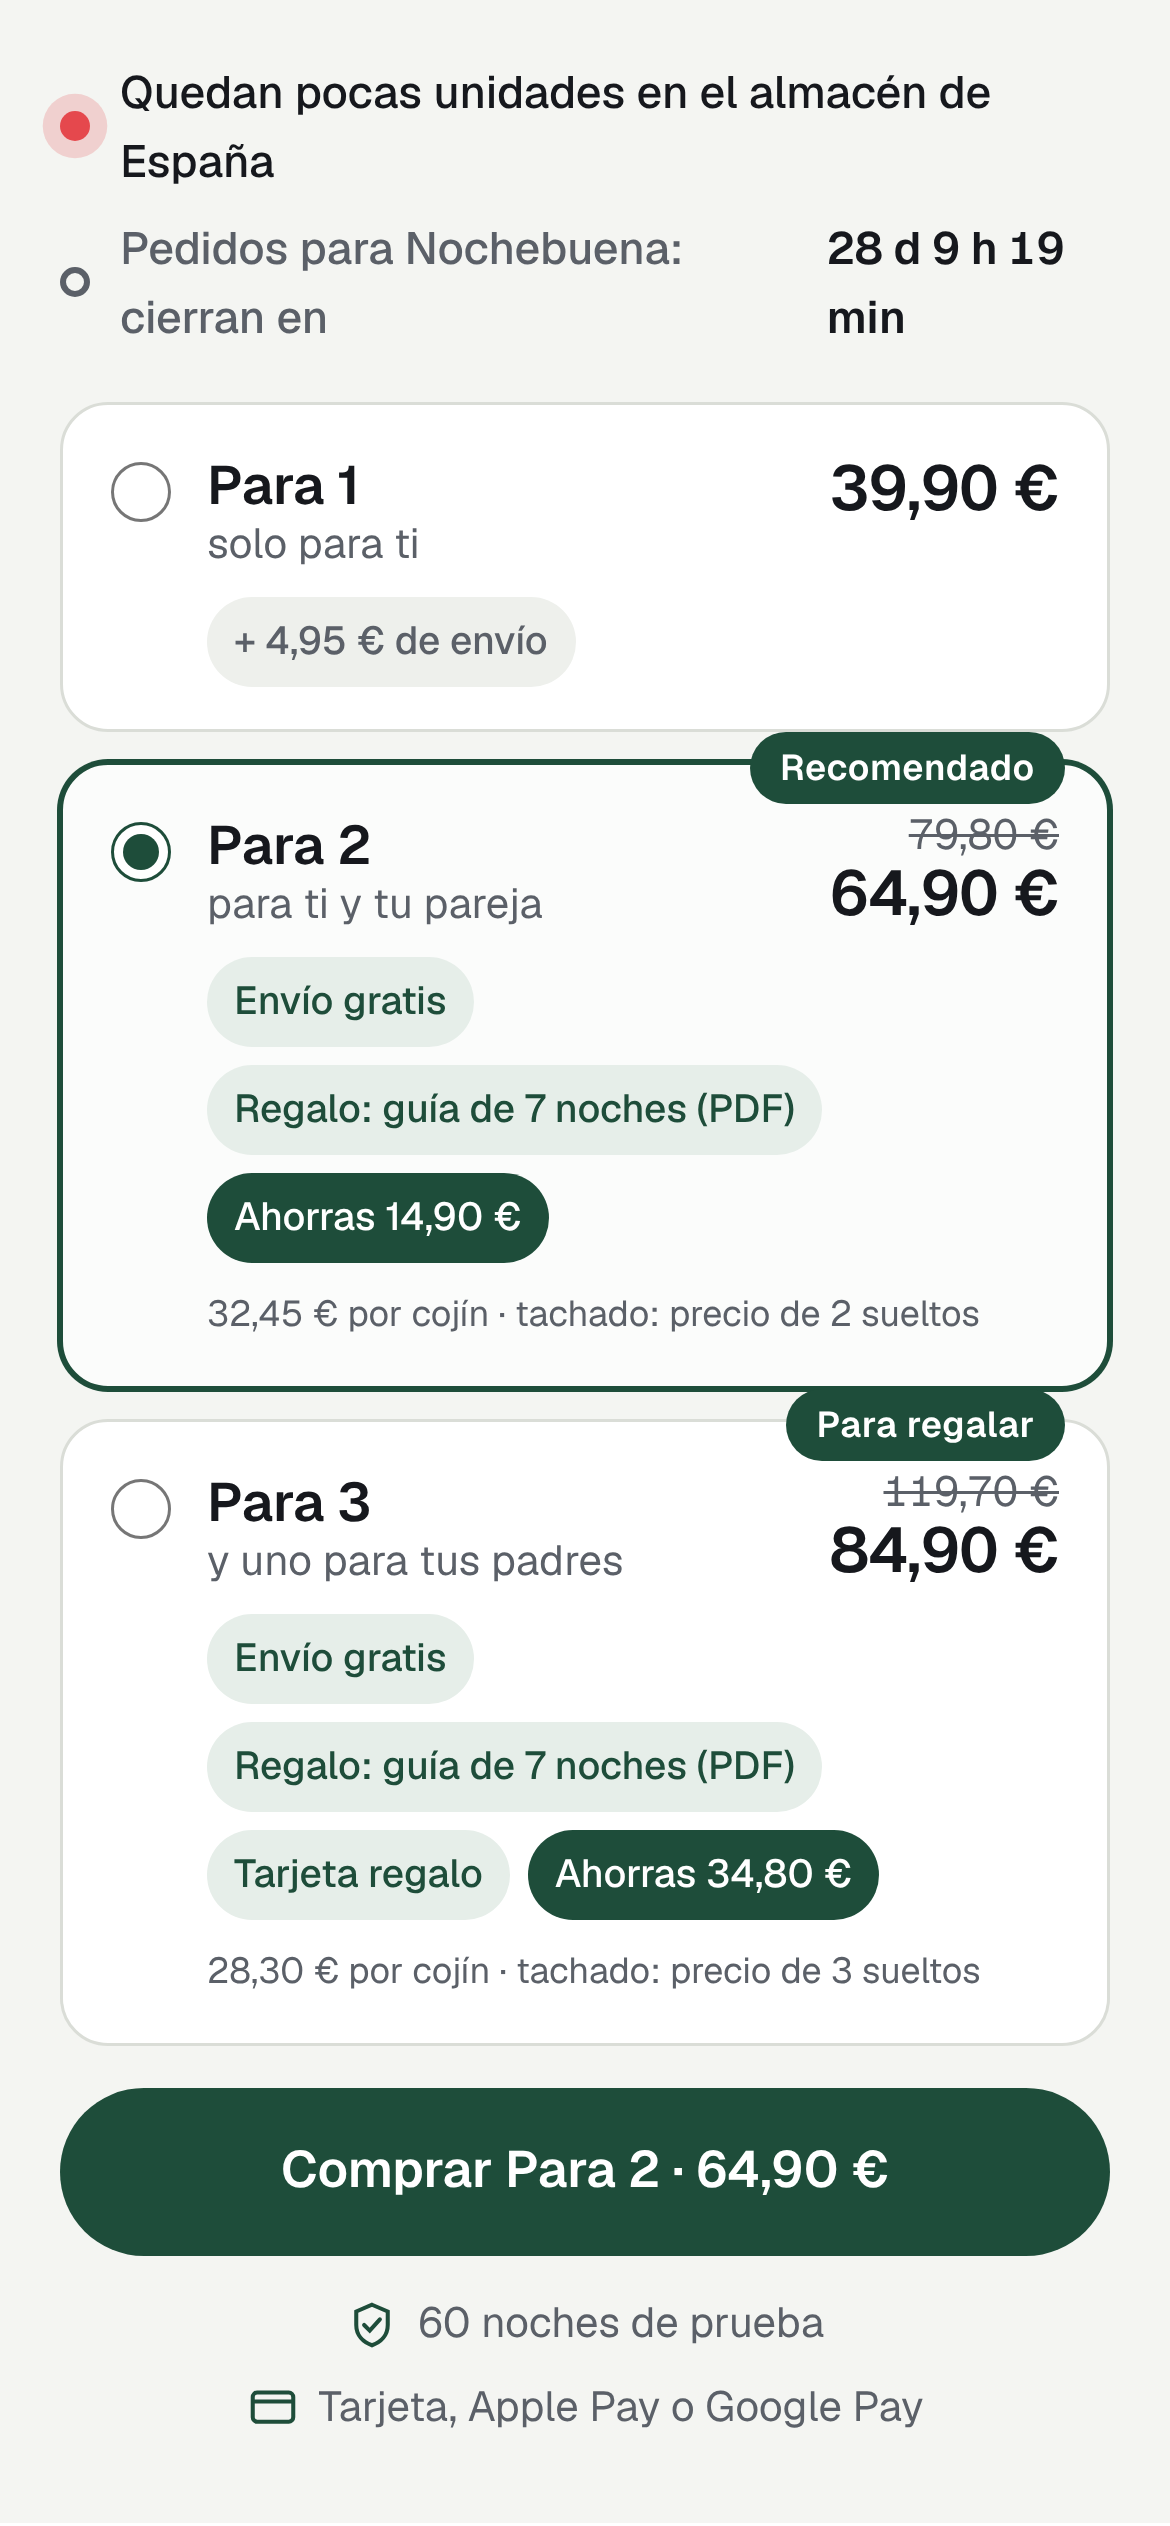 Quedan pocas unidades en el almacén de
España
Pedidos para Nochebuena:
cierran en
28 d 9 h 19
min
Para 1
39,90 €
solo para ti
+ 4,95 € de envío
Recomendado
Para 2
79,80 €
64,90 €
para ti y tu pareja
Envío gratis
Regalo: guía de 7 noches (PDF)
Ahorras 14,90 €
32,45 € por cojín · tachado: precio de 2 sueltos
Para regalar
Para 3
119,70 €
84,90 €
y uno para tus padres
Envío gratis
Regalo: guía de 7 noches (PDF)
Tarjeta regalo
Ahorras 34,80 €
28,30 € por cojín · tachado: precio de 3 sueltos
Comprar Para 2 · 64,90 €
60 noches de prueba
Tarjeta, Apple Pay o Google Pay